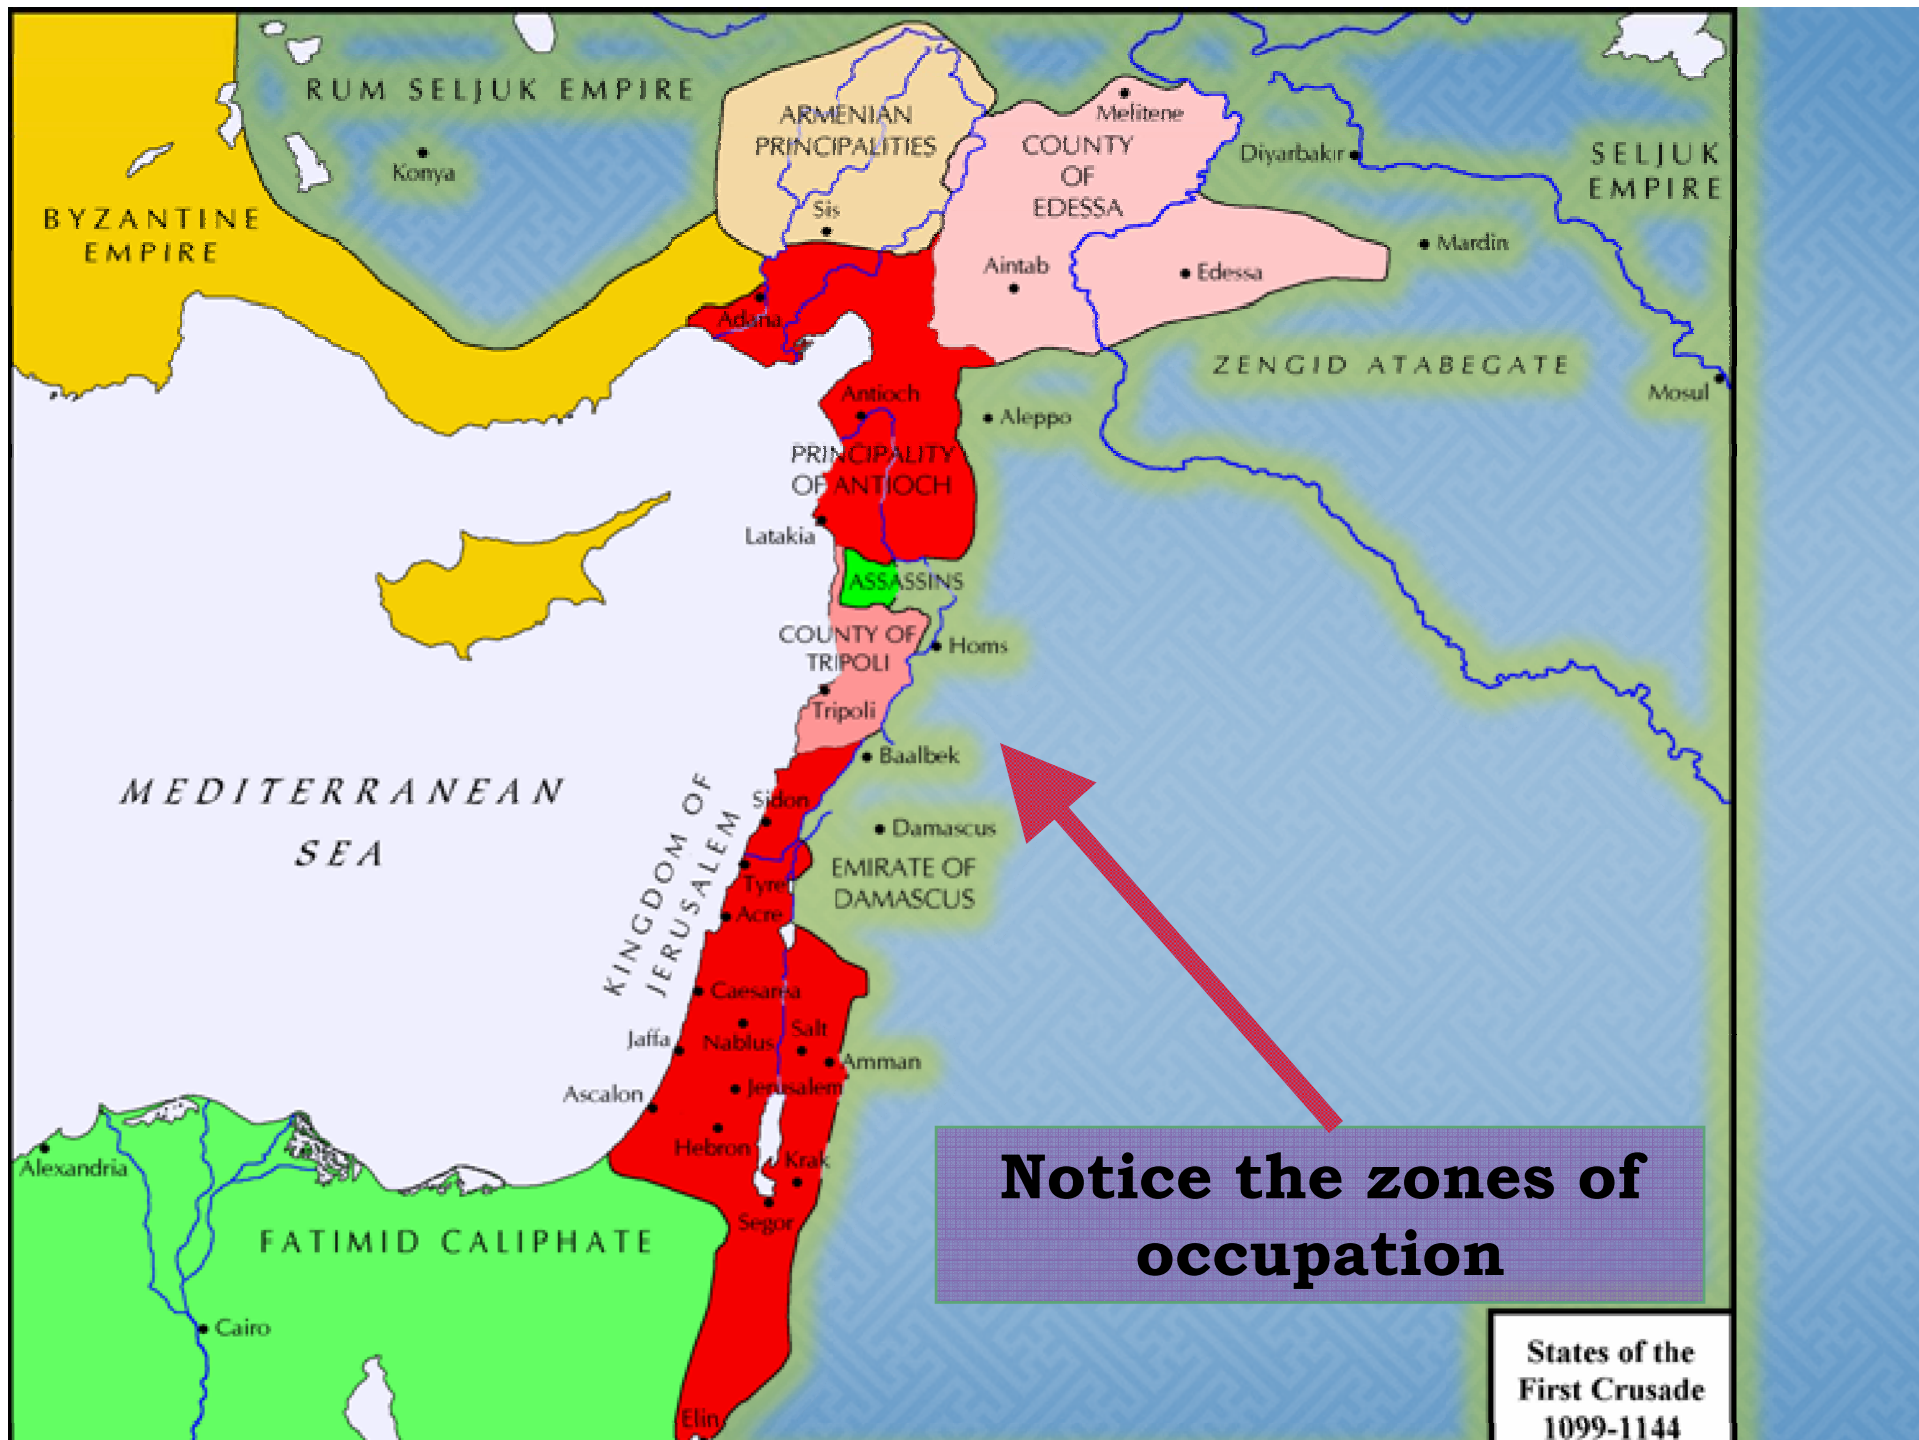 RUM SELJUK EMPIRE
ARMENIAN
PRINCIPALITIES
Melitene
COUNTY
OF
EDESSA
Diyarbakır
SELJUK
EMPIRE
Konya
Sis
BYZANTINE
EMPIRE
Mardin
Aintab
Edessa
Adana
ZENGID ATABEGATE
Mosul
Antioch
Aleppo
PRINCIPALITY
OF ANTIOCH
Latakia
ASSASSINS
COUNTY OF
TRIPOLI
Homs
Tripoli
Baalbek
MEDITERRANEAN
SEA
KINGDOM OF
JERUSALEM
Sidon
Damascus
EMIRATE OF
DAMASCUS
Tyre
Acre
Caesarea
Jaffa
Nablus
Salt
Amman
Ascalon
Jerusalem
Hebron
Krak
Alexandria
Segor
FATIMID CALIPHATE
Cairo
Elin
Notice the zones of
occupation
States of the
First Crusade
1099-1144